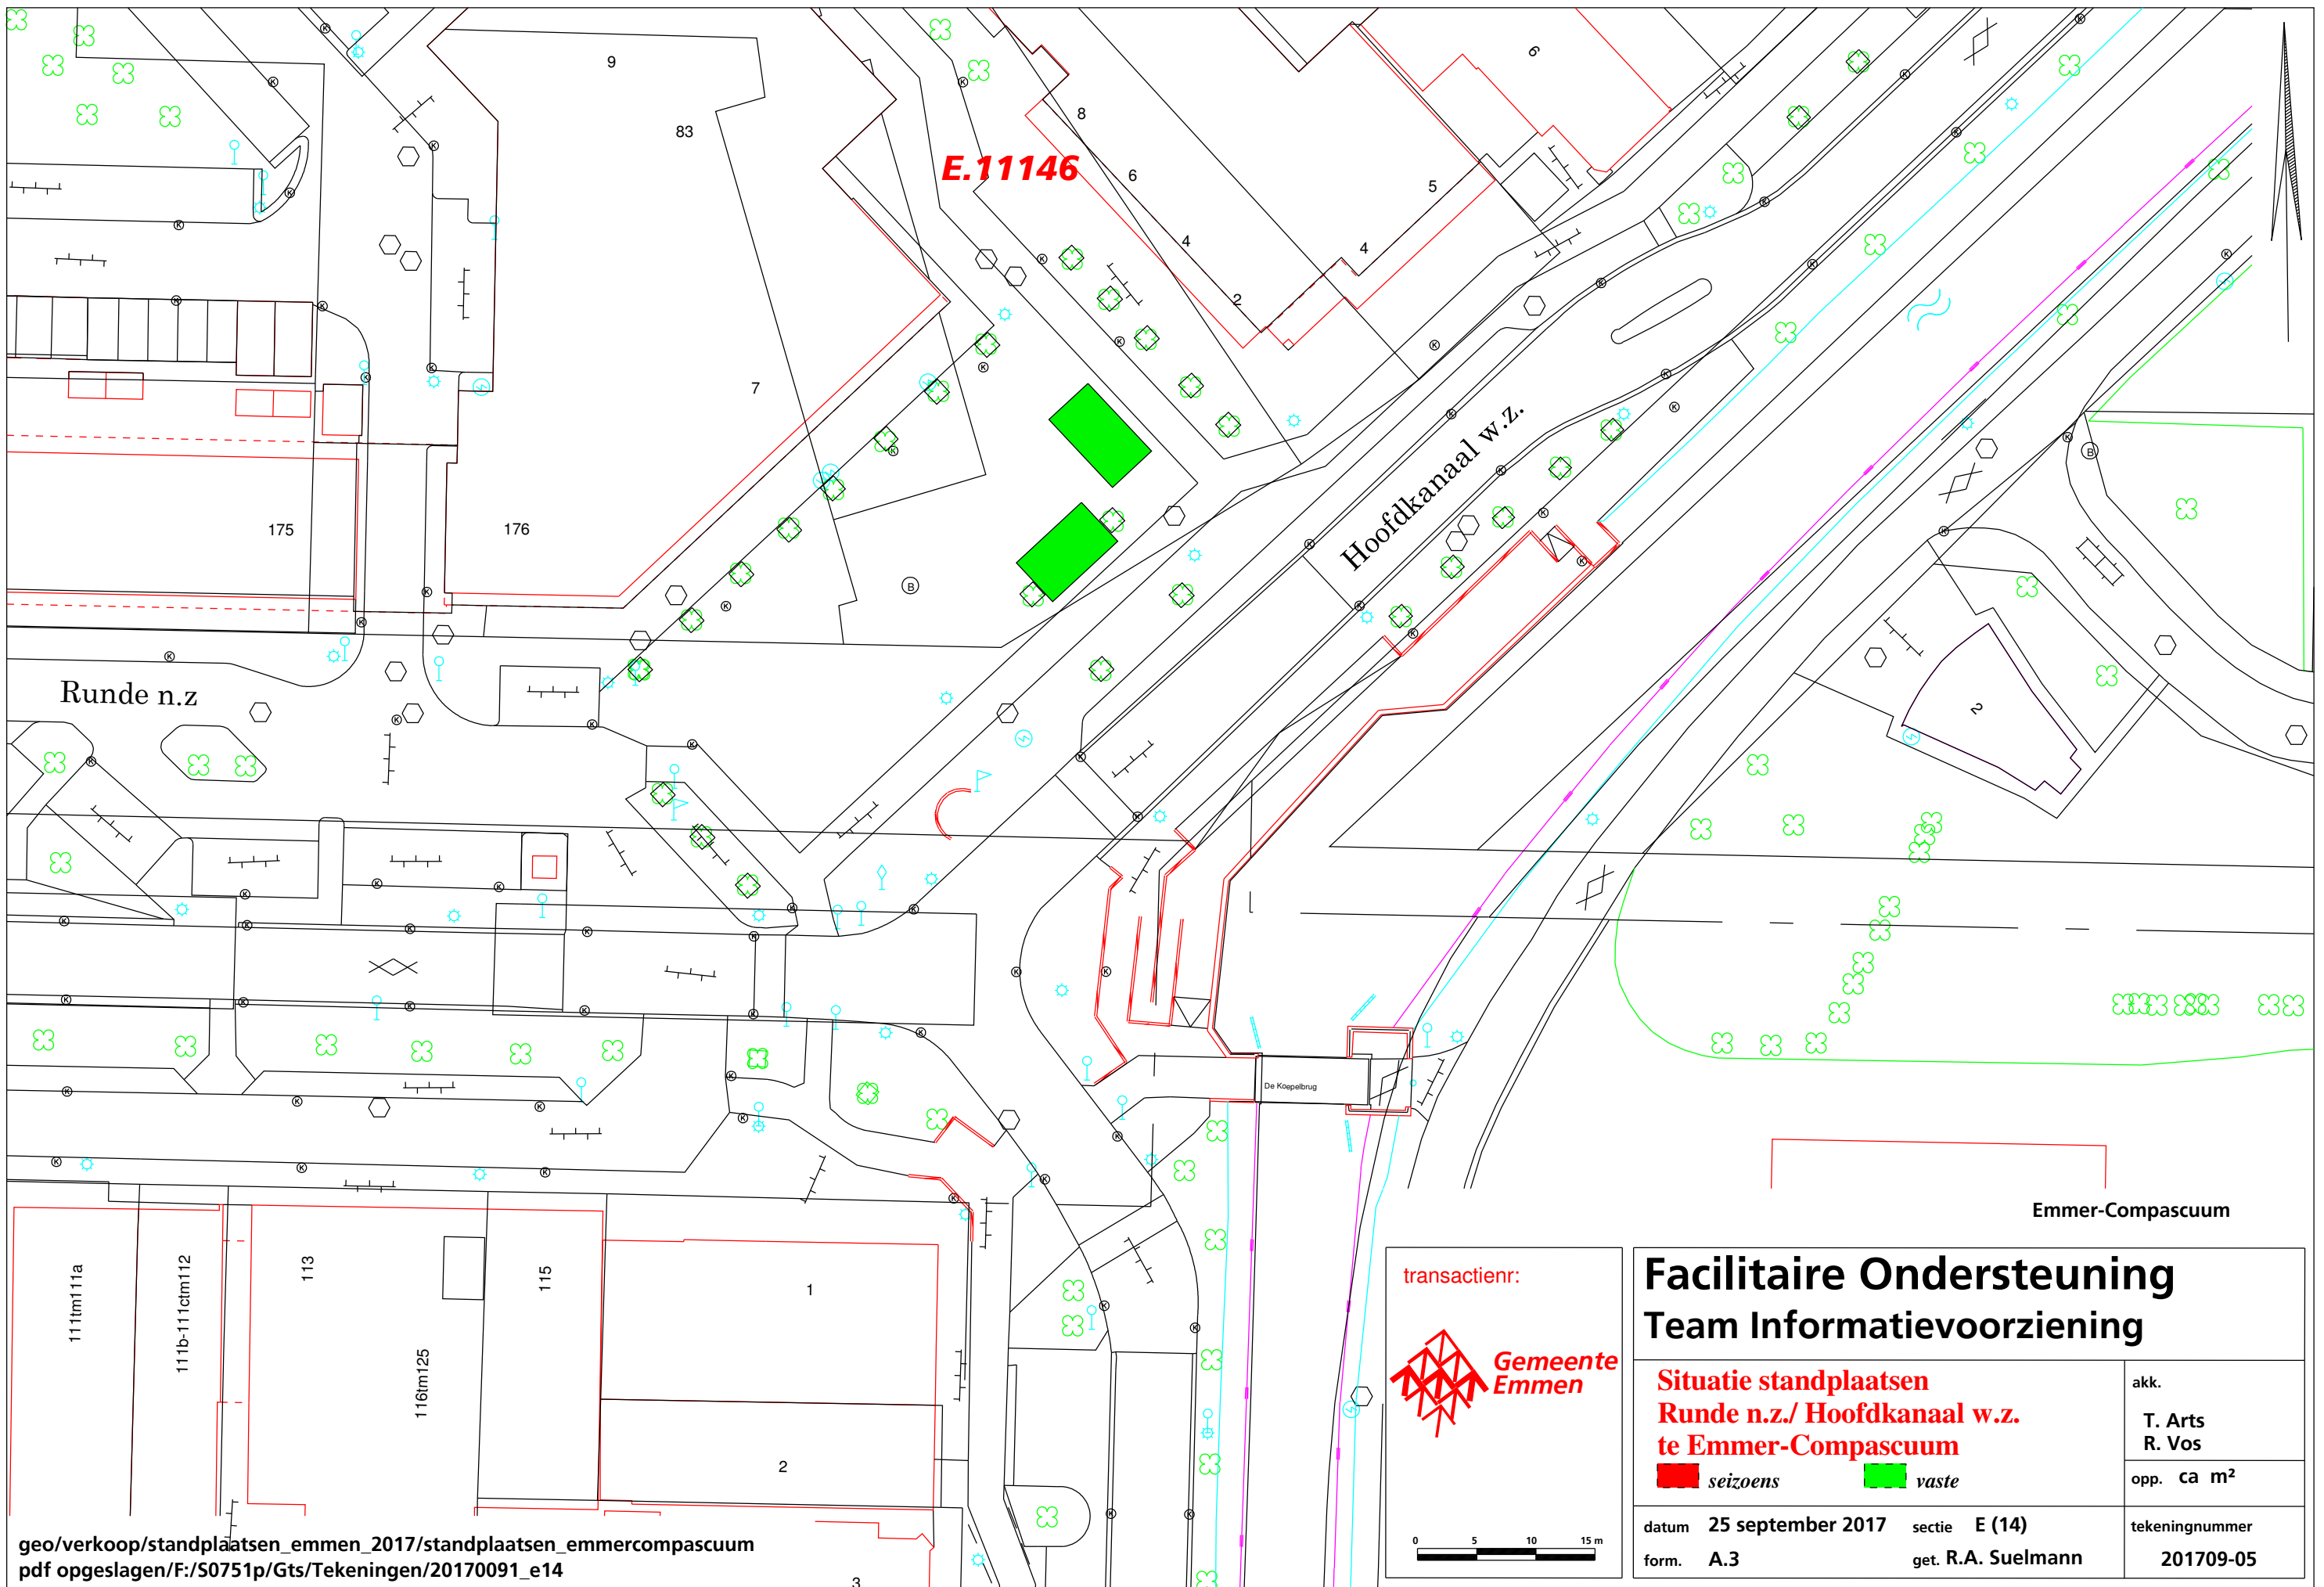 9
83
E.11146
8
6
6
5
4
4
2
7
175
176
Hoofdkanaal w.z.
B
B
Runde n.z
2
De Koepelbrug
Emmer-Compascuum
111tm111a
111b-111ctm112
113
116tm125
115
1
2
3
transactienr:
Gemeente
Emmen
0 5 10 15 m
Facilitaire Ondersteuning
Team Informatievoorziening
Situatie standplaatsen
Runde n.z./ Hoofdkanaal w.z.
te Emmer-Compascuum
seizoens vaste
akk.
T. Arts
R. Vos
opp. ca m²
datum 25 september 2017 sectie E (14)
form. A.3 get. R.A. Suelmann
tekeningnummer
201709-05
geo/verkoop/standplaatsen_emmen_2017/standplaatsen_emmercompascuum
pdf opgeslagen/F:/S0751p/Gts/Tekeningen/20170091_e14